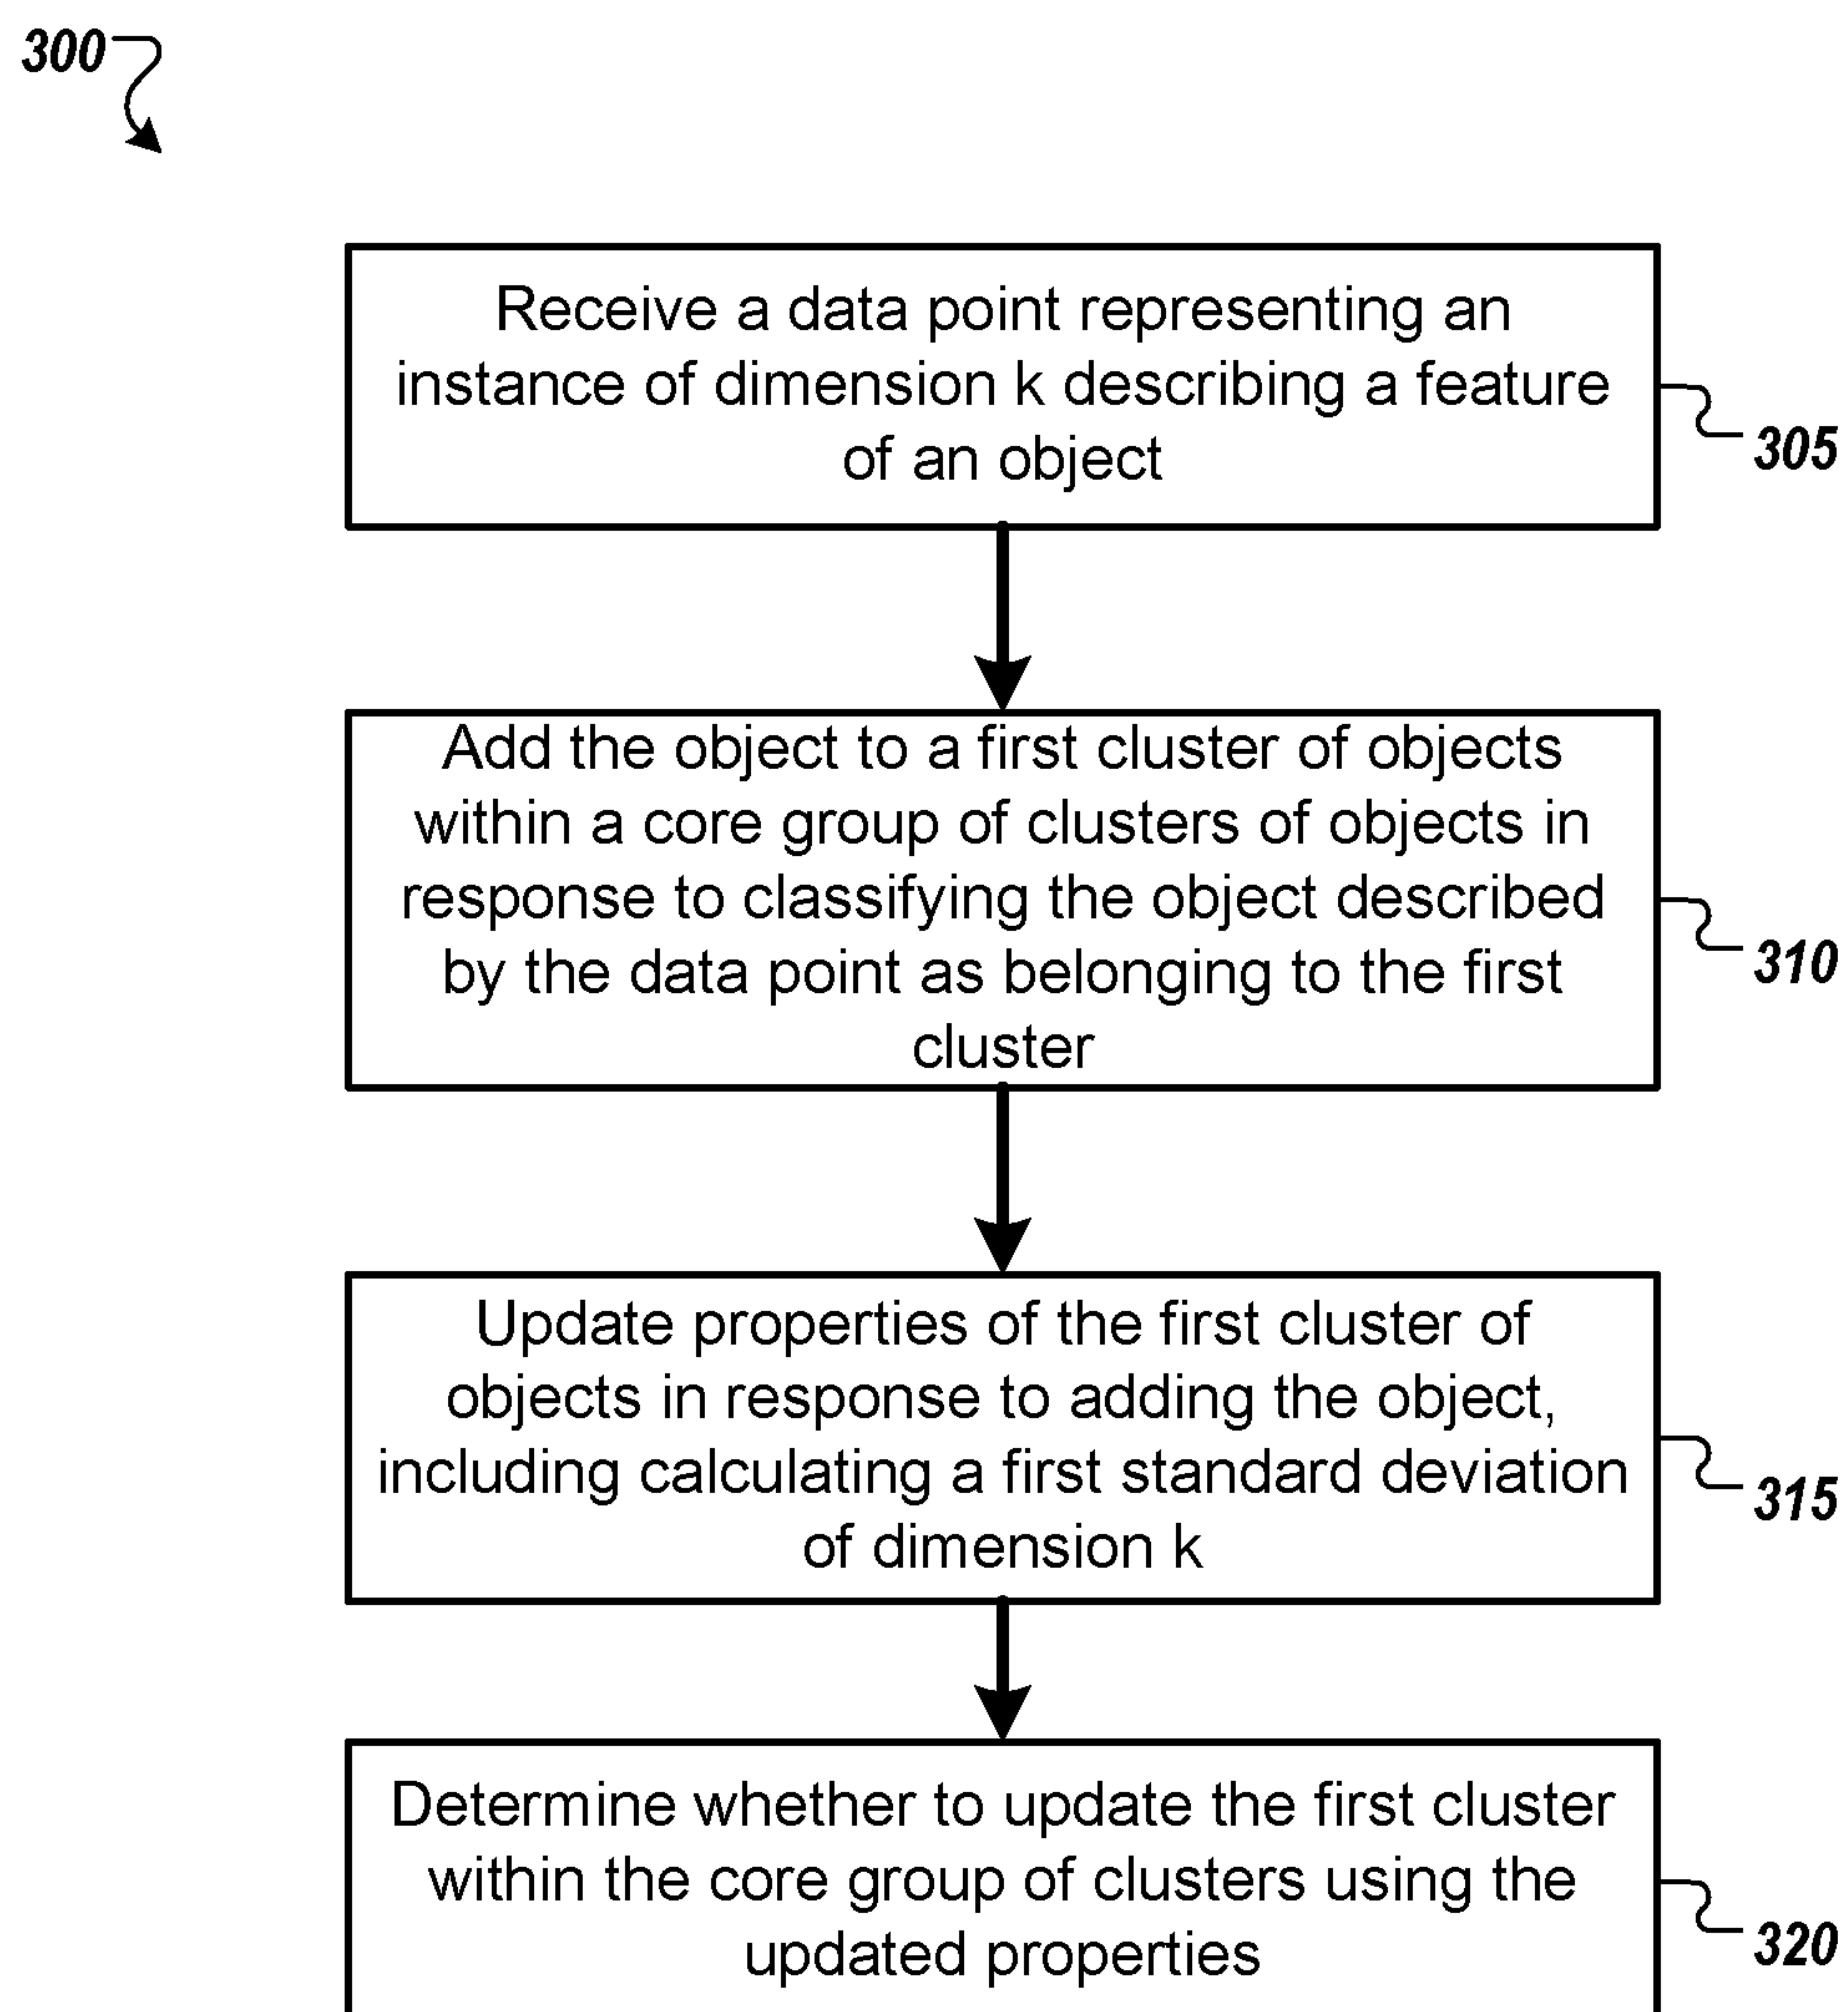 300
Receive a data point representing an
instance of dimension k describing a feature
of an object
305
Add the object to a first cluster of objects
within a core group of clusters of objects in
response to classifying the object described
by the data point as belonging to the first
cluster
310
Update properties of the first cluster of
objects in response to adding the object,
including calculating a first standard deviation
of dimension k
315
Determine whether to update the first cluster
within the core group of clusters using the
updated properties
320